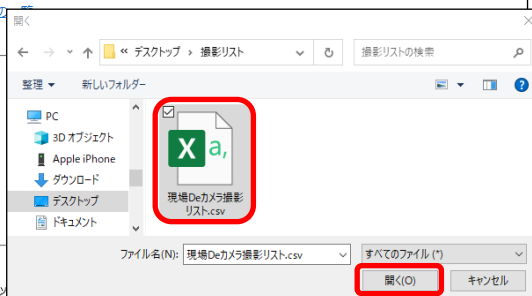 開く
« デスクトップ › 撮影リスト
撮影リストの検索
整理 ▼ 新しいフォルダー
PC
3D オブジェクト
Apple iPhone
ダウンロード
デスクトップ
ドキュメント
X a,
現場Deカメラ撮影
リスト.csv
ファイル名(N): 現場Deカメラ撮影リスト.csv
すべてのファイル (*)
開く(O) キャンセル